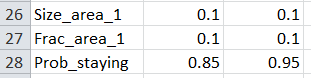 26 Size_area_1 0.1 0.1
27 Frac_area_1 0.1 0.1
28 Prob_staying 0.85 0.95